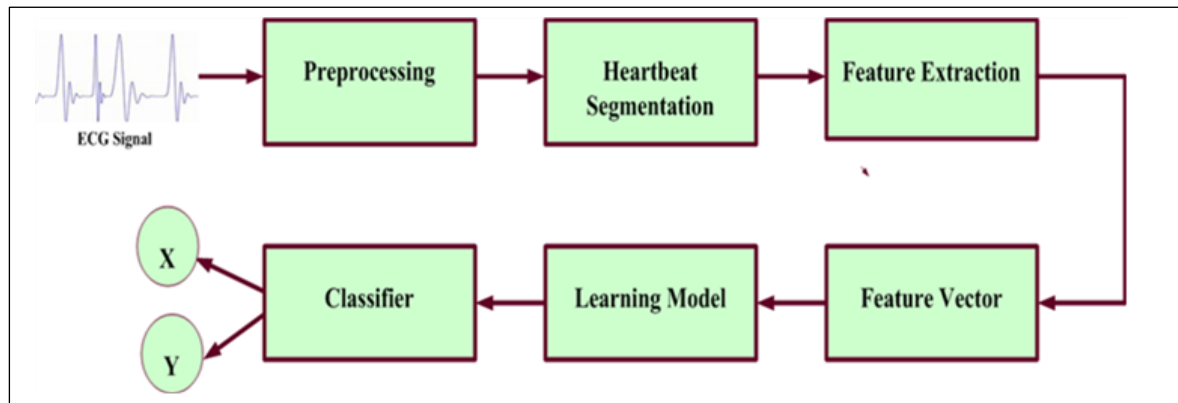 ECG Signal
Preprocessing
Heartbeat
Segmentation
Feature Extraction
Feature Vector
Learning Model
Classifier
X
Y